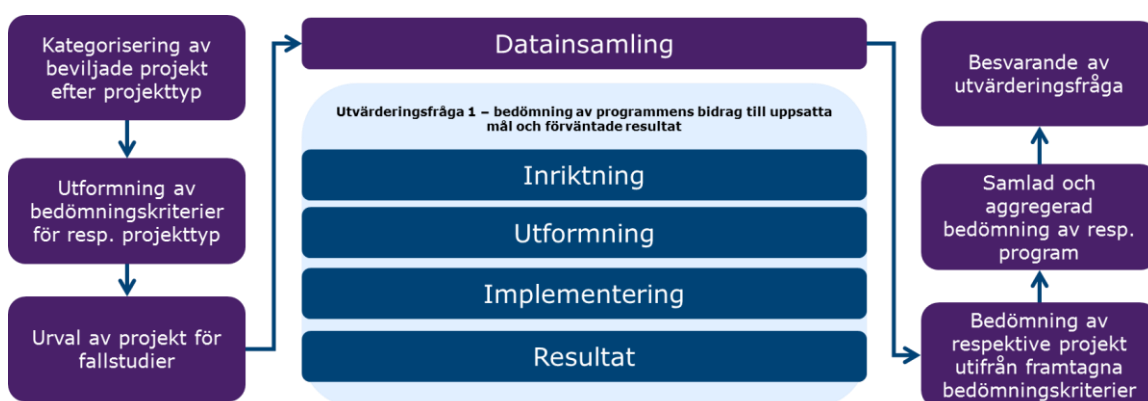 Kategorisering av
beviljade projekt
efter projekttyp
Utformning av
bedömningskriterier
för resp. projekttyp
Urval av projekt för
fallstudier
Datainsamling
Utvärderingsfråga 1 – bedömning av programmens bidrag till uppsatta
mål och förväntade resultat
Inriktning
Utformning
Implementering
Resultat
Besvarande av
utvärderingsfråga
Samlad och
aggregerad
bedömning av resp.
program
Bedömning av
respektive projekt
utifrån framtagna
bedömningskriterier